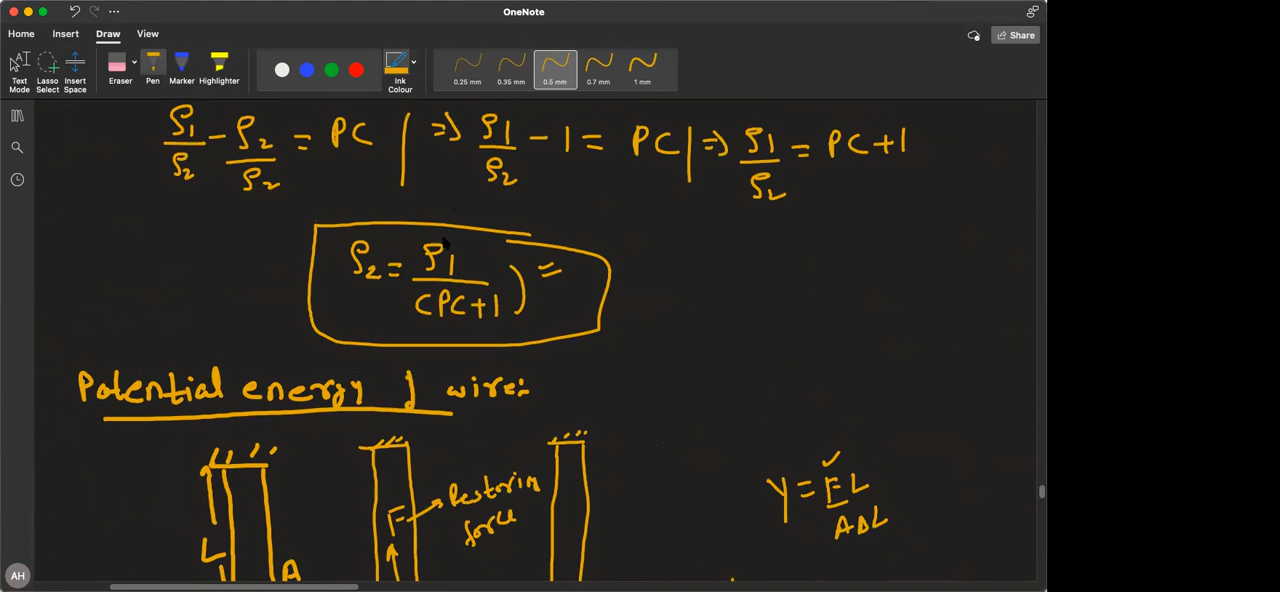 OneNote
Home Insert Draw View
Share
Text Mode
Lasso Select
Insert Space
Eraser
Pen
Marker
Highlighter
Ink Colour
0.25 mm
0.35 mm
0.5 mm
0.7 mm
1 mm
ρ1/ρ2 - ρ2/ρ2 = PC | => ρ1/ρ2 - 1 = PC | => ρ1/ρ2 = PC + 1
ρ2 = ρ1/(PC+1) =
Potential energy of wire:
L
A
F → Restoring force
Y = FL/AΔL
AH